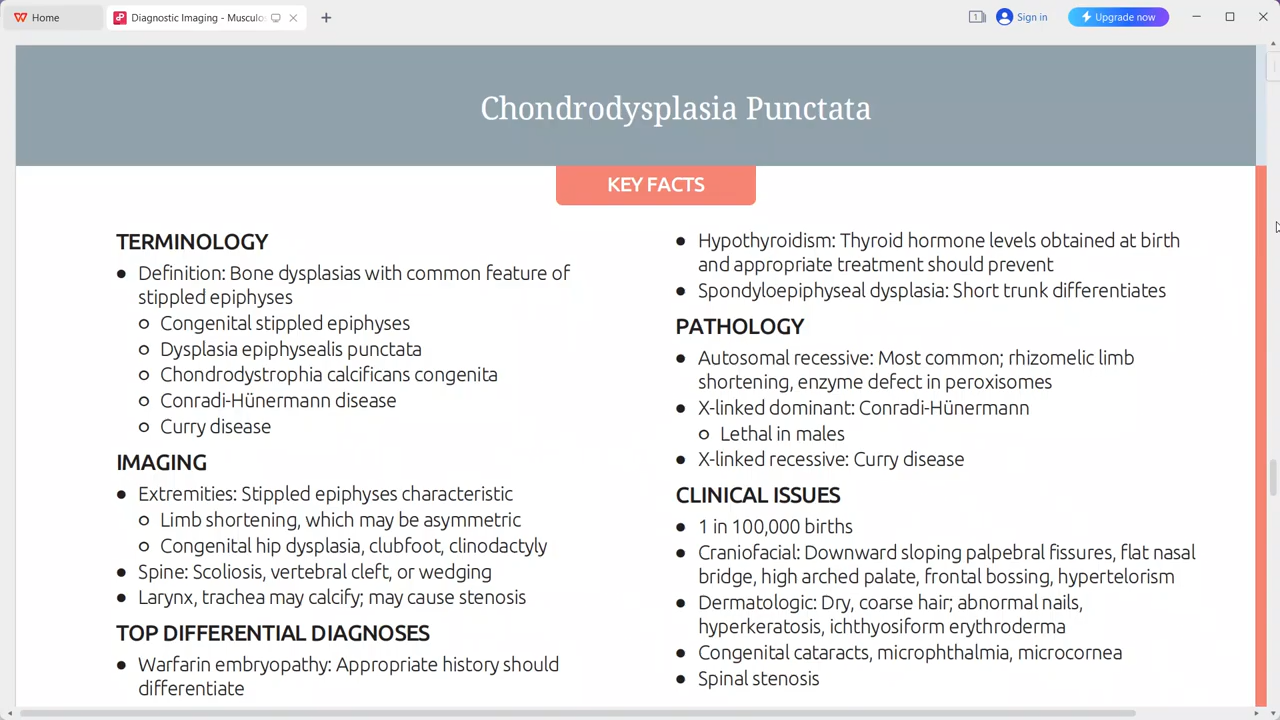 Home
Diagnostic Imaging - Musculos
1
Sign in
Upgrade now
Chondrodysplasia Punctata
KEY FACTS
TERMINOLOGY
● Definition: Bone dysplasias with common feature of
stippled epiphyses
○ Congenital stippled epiphyses
○ Dysplasia epiphysealis punctata
○ Chondrodystrophia calcificans congenita
○ Conradi-Hünermann disease
○ Curry disease
IMAGING
● Extremities: Stippled epiphyses characteristic
○ Limb shortening, which may be asymmetric
○ Congenital hip dysplasia, clubfoot, clinodactyly
● Spine: Scoliosis, vertebral cleft, or wedging
● Larynx, trachea may calcify; may cause stenosis
TOP DIFFERENTIAL DIAGNOSES
● Warfarin embryopathy: Appropriate history should
differentiate
● Hypothyroidism: Thyroid hormone levels obtained at birth
and appropriate treatment should prevent
● Spondyloepiphyseal dysplasia: Short trunk differentiates
PATHOLOGY
● Autosomal recessive: Most common; rhizomelic limb
shortening, enzyme defect in peroxisomes
● X-linked dominant: Conradi-Hünermann
○ Lethal in males
● X-linked recessive: Curry disease
CLINICAL ISSUES
● 1 in 100,000 births
● Craniofacial: Downward sloping palpebral fissures, flat nasal
bridge, high arched palate, frontal bossing, hypertelorism
● Dermatologic: Dry, coarse hair; abnormal nails,
hyperkeratosis, ichthyosiform erythroderma
● Congenital cataracts, microphthalmia, microcornea
● Spinal stenosis